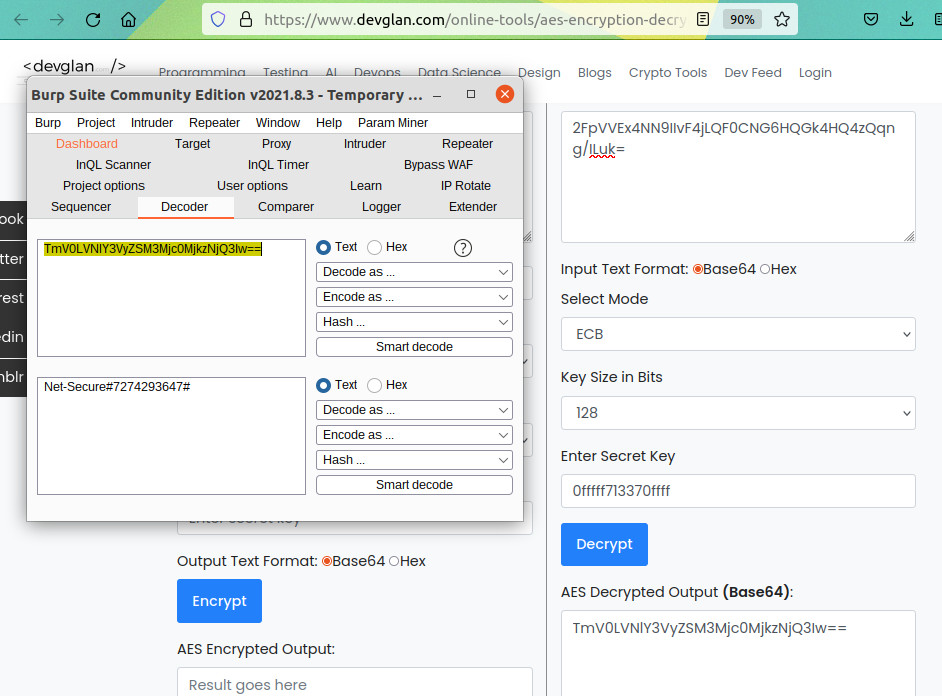 https://www.devglan.com/online-tools/aes-encryption-decry
90%
<devglan />
Programming Testing AI Devops Data Science Design Blogs Crypto Tools Dev Feed Login
Burp Suite Community Edition v2021.8.3 - Temporary ...
Burp Project Intruder Repeater Window Help Param Miner
Dashboard Target Proxy Intruder Repeater
InQL Scanner InQL Timer Bypass WAF
Project options User options Learn IP Rotate
Sequencer Decoder Comparer Logger Extender
TmV0LVNlY3VyZSM3Mjc0MjkzNjQ3Iw==
Text Hex ?
Decode as ...
Encode as ...
Hash ...
Smart decode
Net-Secure#7274293647#
Text Hex
Decode as ...
Encode as ...
Hash ...
Smart decode
ook
tter
rest
edin
mblr
Enter secret key
Output Text Format: Base64 Hex
Encrypt
AES Encrypted Output:
Result goes here
2FpVVEx4NN9IIvF4jLQF0CNG6HQGk4HQ4zQqn
g/ILuk=
Input Text Format: Base64 Hex
Select Mode
ECB
Key Size in Bits
128
Enter Secret Key
0fffff713370ffff
Decrypt
AES Decrypted Output (Base64):
TmV0LVNlY3VyZSM3Mjc0MjkzNjQ3Iw==